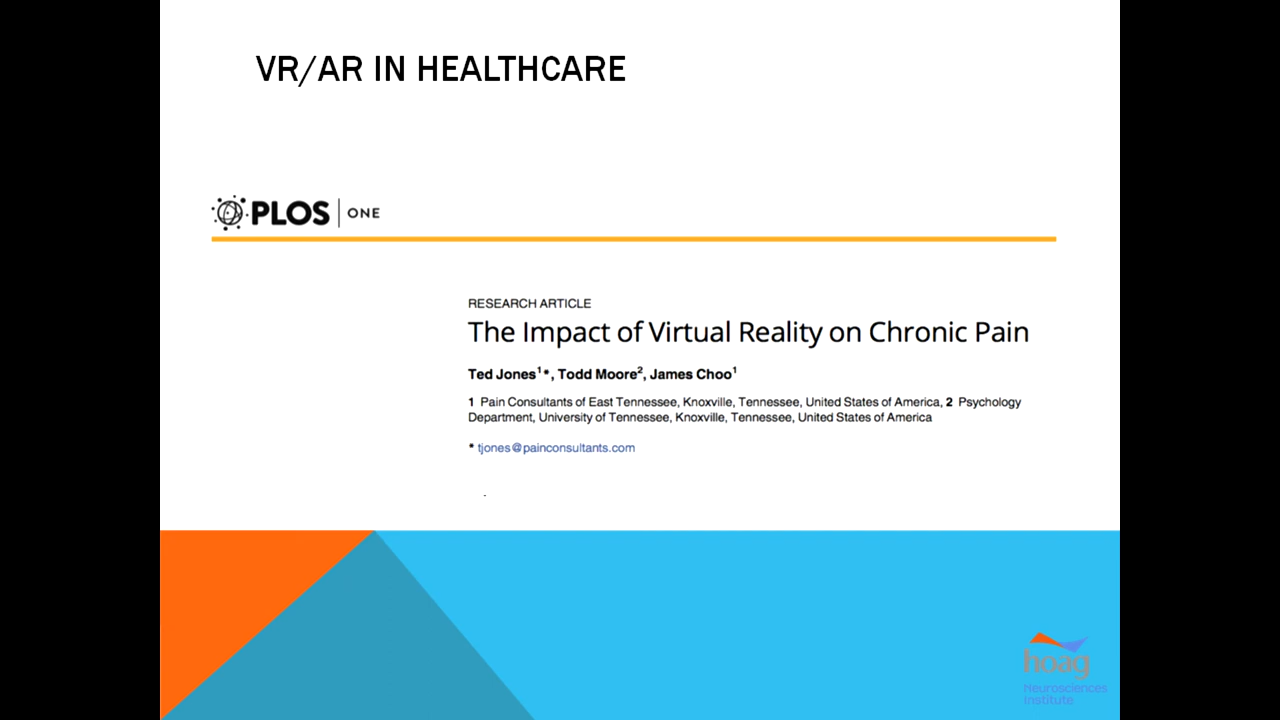 VR/AR IN HEALTHCARE
PLOS ONE
RESEARCH ARTICLE
The Impact of Virtual Reality on Chronic Pain
Ted Jones1*, Todd Moore2, James Choo1
1 Pain Consultants of East Tennessee, Knoxville, Tennessee, United States of America, 2 Psychology
Department, University of Tennessee, Knoxville, Tennessee, United States of America
* tjones@painconsultants.com
hoag
Neurosciences
Institute